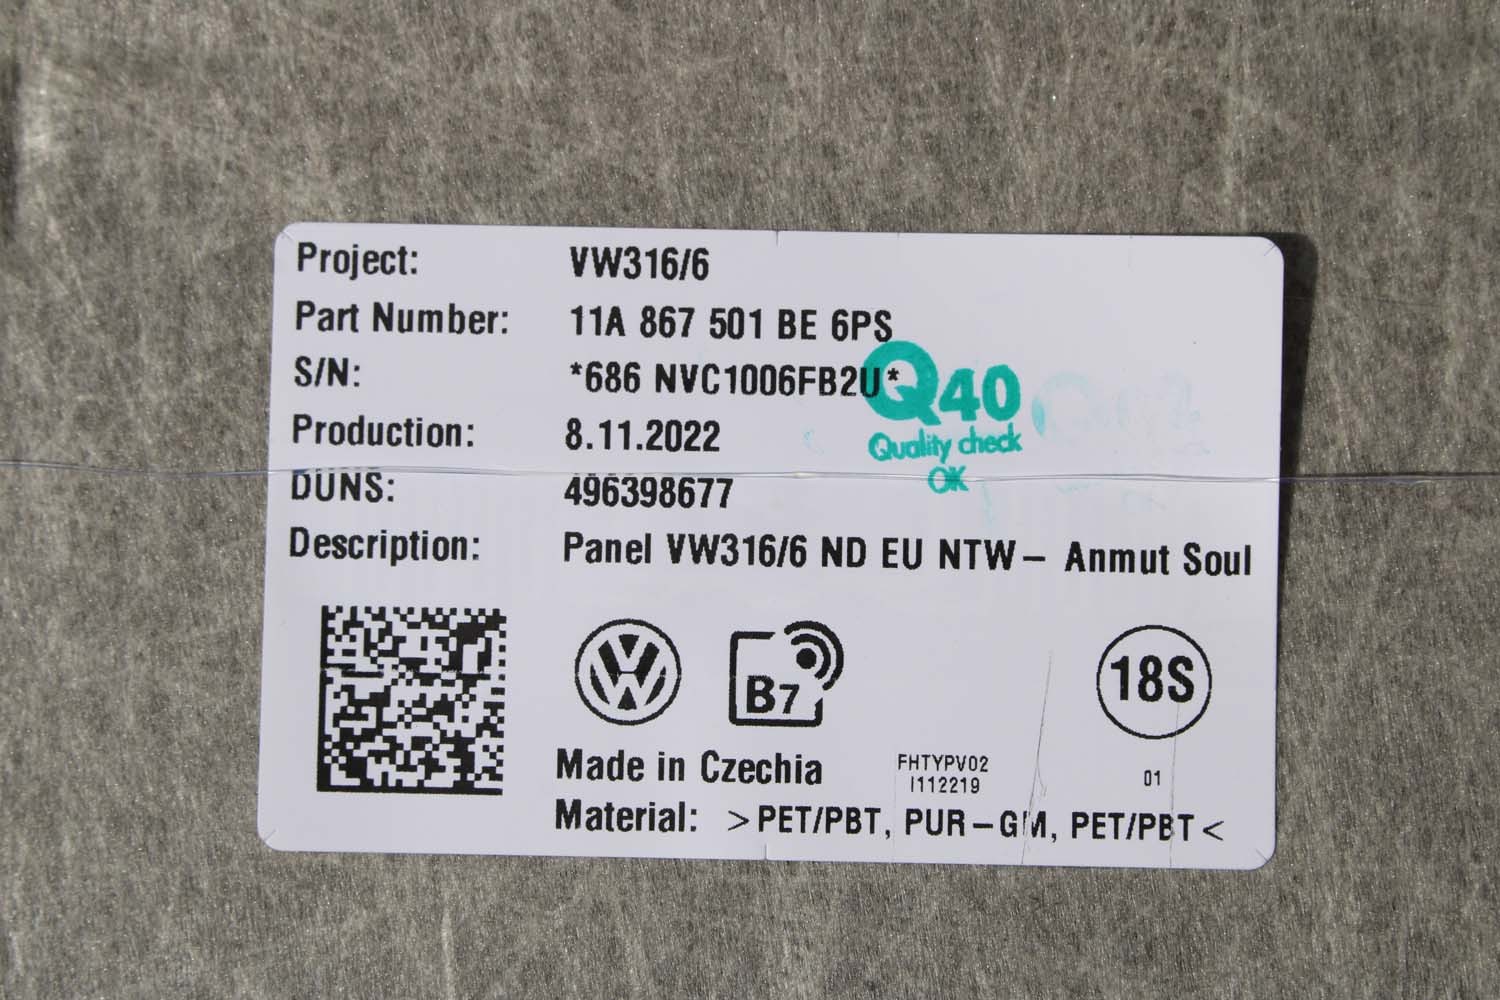 Project: VW316/6
Part Number: 11A 867 501 BE 6PS
S/N: *686 NVC1006FB2U*
Q40
Production: 8.11.2022
Quality check
OK
DUNS: 496398677
Description: Panel VW316/6 ND EU NTW– Anmut Soul
VW
B7
18S
Made in Czechia
FHTYPV02
I112219
01
Material: >PET/PBT, PUR–GM, PET/PBT<